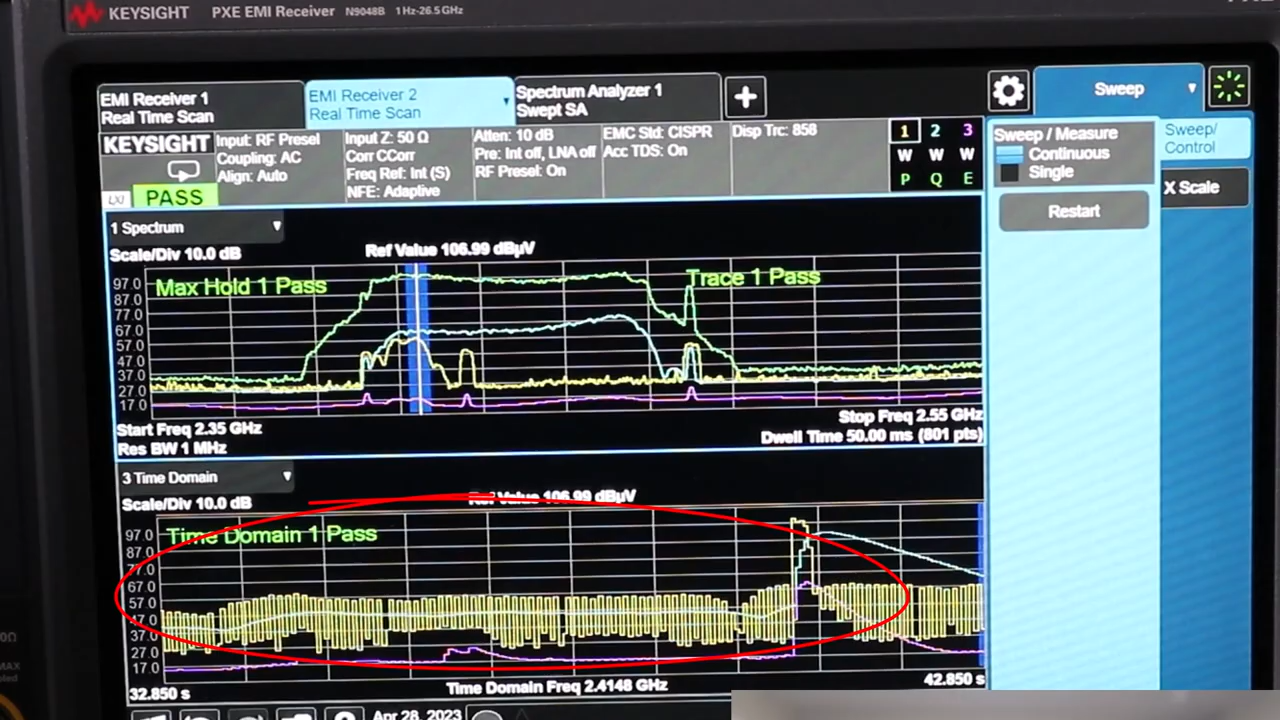 KEYSIGHT PXE EMI Receiver N9048B 1Hz-26.5GHz
EMI Receiver 1
Real Time Scan
EMI Receiver 2
Real Time Scan
Spectrum Analyzer 1
Swept SA
+
Sweep
KEYSIGHT
LXI
PASS
Input: RF Presel
Coupling: AC
Align: Auto
Input Z: 50 Ω
Corr CCorr
Freq Ref: Int (S)
NFE: Adaptive
Atten: 10 dB
Pre: Int off, LNA off
RF Presel: On
EMC Std: CISPR
Acc TDS: On
Disp Trc: 858
1 2 3
W W W
P Q E
Sweep / Measure
Continuous
Single
Restart
Sweep/
Control
X Scale
1 Spectrum
Scale/Div 10.0 dB
Ref Value 106.99 dBµV
Max Hold 1 Pass
Trace 1 Pass
97.0
87.0
77.0
67.0
57.0
47.0
37.0
27.0
17.0
Start Freq 2.35 GHz
Res BW 1 MHz
Stop Freq 2.55 GHz
Dwell Time 50.00 ms (801 pts)
3 Time Domain
Scale/Div 10.0 dB
Ref Value 106.99 dBµV
Time Domain 1 Pass
97.0
87.0
77.0
67.0
57.0
47.0
37.0
27.0
17.0
32.850 s
Time Domain Freq 2.4148 GHz
42.850 s
Apr 28, 2023